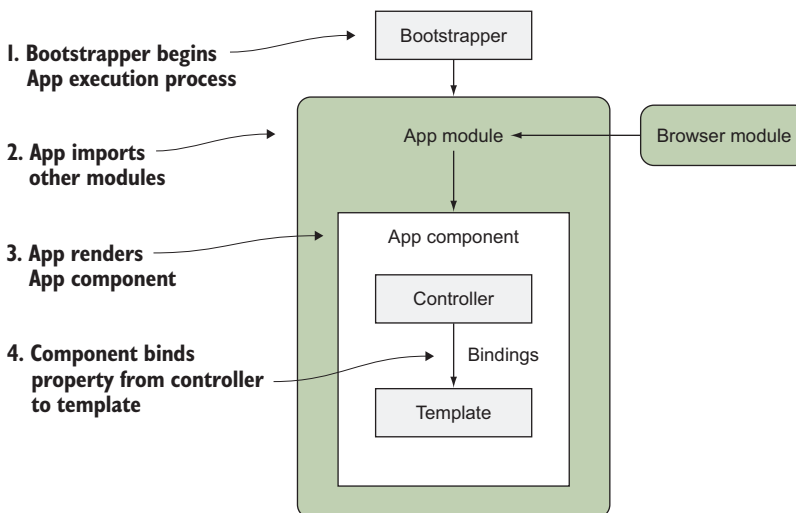 Bootstrapper
1. Bootstrapper begins
App execution process
App module
Browser module
2. App imports
other modules
App component
3. App renders
App component
Controller
4. Component binds
property from controller
to template
Bindings
Template